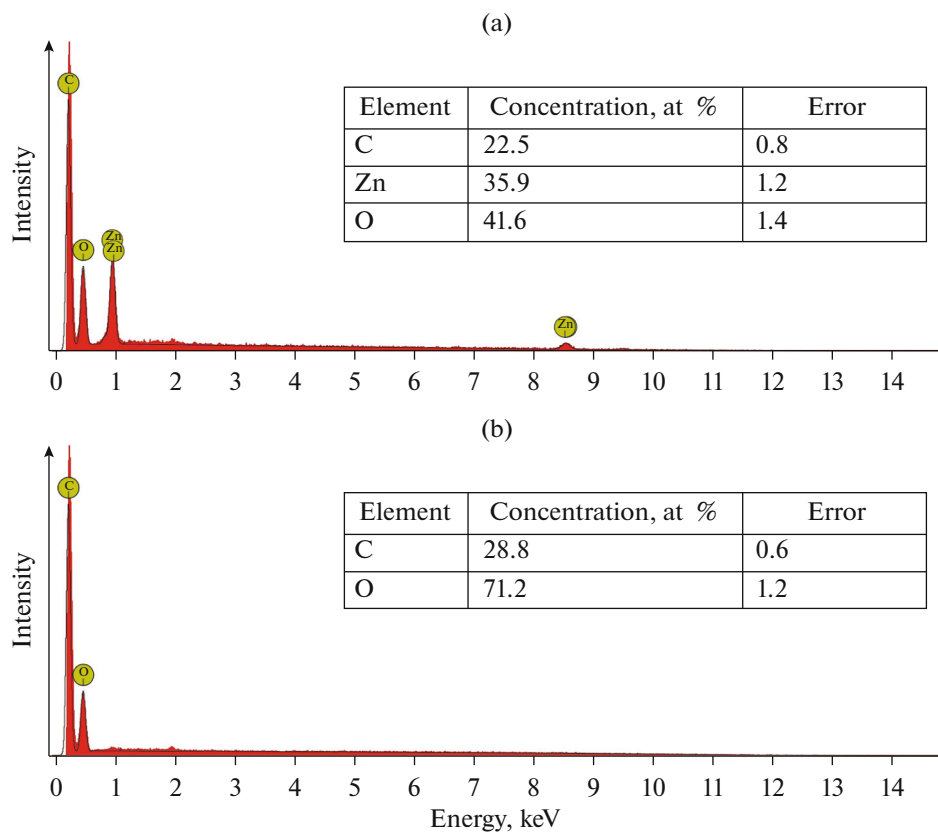 (a)
C
O
Zn
Zn
Zn
Intensity
Element Concentration, at % Error
C 22.5 0.8
Zn 35.9 1.2
O 41.6 1.4
0 1 2 3 4 5 6 7 8 9 10 11 12 13 14
(b)
C
O
Intensity
Element Concentration, at % Error
C 28.8 0.6
O 71.2 1.2
0 1 2 3 4 5 6 7 8 9 10 11 12 13 14
Energy, keV